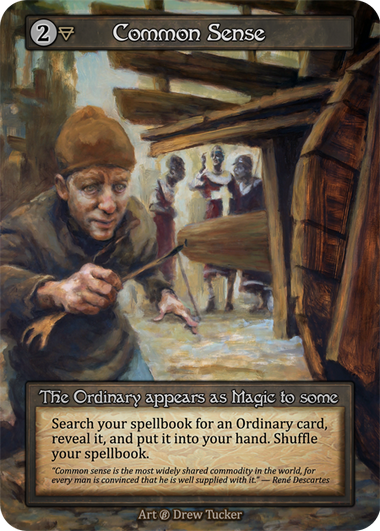 2 Common Sense
The Ordinary appears as Magic to some
Search your spellbook for an Ordinary card,
reveal it, and put it into your hand. Shuffle
your spellbook.
"Common sense is the most widely shared commodity in the world, for
every man is convinced that he is well supplied with it." — René Descartes
Art @ Drew Tucker